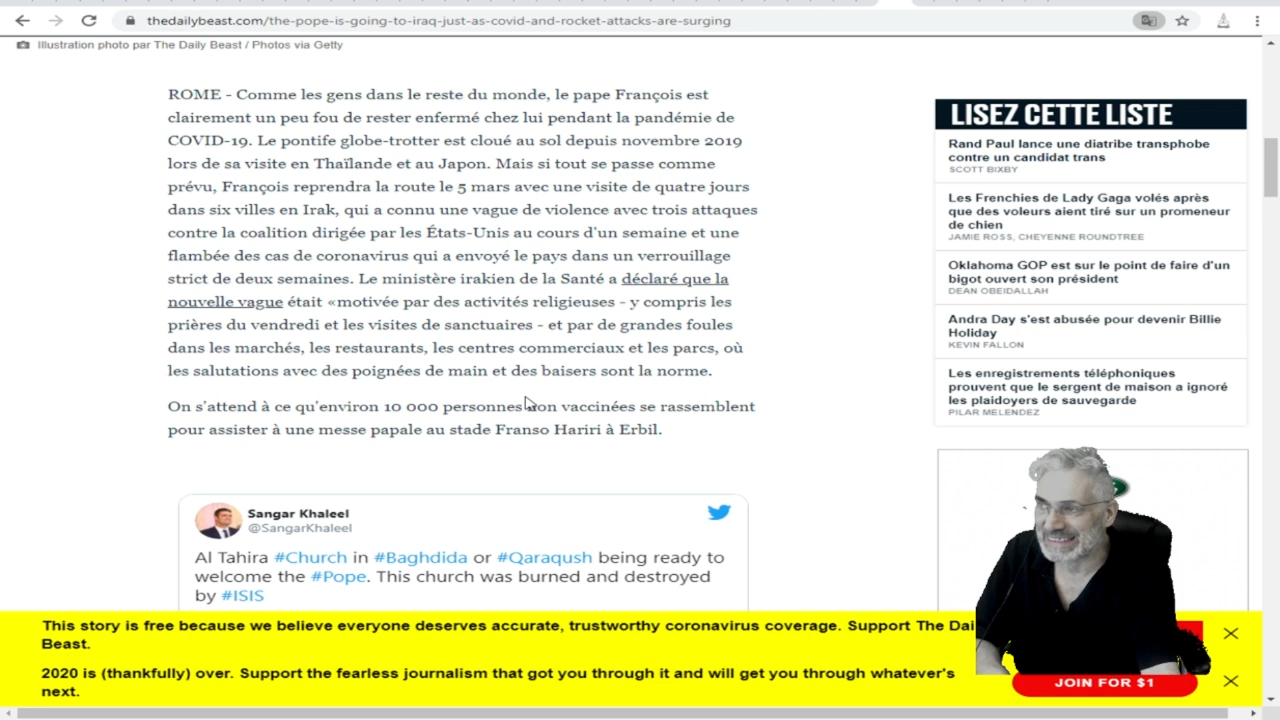 thedailybeast.com/the-pope-is-going-to-iraq-just-as-covid-and-rocket-attacks-are-surging
Illustration photo par The Daily Beast / Photos via Getty
ROME - Comme les gens dans le reste du monde, le pape François est
clairement un peu fou de rester enfermé chez lui pendant la pandémie de
COVID-19. Le pontife globe-trotter est cloué au sol depuis novembre 2019
lors de sa visite en Thaïlande et au Japon. Mais si tout se passe comme
prévu, François reprendra la route le 5 mars avec une visite de quatre jours
dans six villes en Irak, qui a connu une vague de violence avec trois attaques
contre la coalition dirigée par les États-Unis au cours d'un semaine et une
flambée des cas de coronavirus qui a envoyé le pays dans un verrouillage
strict de deux semaines. Le ministère irakien de la Santé a déclaré que la
nouvelle vague était «motivée par des activités religieuses - y compris les
prières du vendredi et les visites de sanctuaires - et par de grandes foules
dans les marchés, les restaurants, les centres commerciaux et les parcs, où
les salutations avec des poignées de main et des baisers sont la norme.
On s'attend à ce qu'environ 10 000 personnes non vaccinées se rassemblent
pour assister à une messe papale au stade Franso Hariri à Erbil.
Sangar Khaleel
@SangarKhaleel
Al Tahira #Church in #Baghdida or #Qaraqush being ready to
welcome the #Pope. This church was burned and destroyed
by #ISIS
LISEZ CETTE LISTE
Rand Paul lance une diatribe transphobe
contre un candidat trans
SCOTT BIXBY
Les Frenchies de Lady Gaga volés après
que des voleurs aient tiré sur un promeneur
de chien
JAMIE ROSS, CHEYENNE ROUNDTREE
Oklahoma GOP est sur le point de faire d'un
bigot ouvert son président
DEAN OBEIDALLAH
Andra Day s'est abusée pour devenir Billie
Holiday
KEVIN FALLON
Les enregistrements téléphoniques
prouvent que le sergent de maison a ignoré
les plaidoyers de sauvegarde
PILAR MELENDEZ
This story is free because we believe everyone deserves accurate, trustworthy coronavirus coverage. Support The Dai
Beast.
2020 is (thankfully) over. Support the fearless journalism that got you through it and will get you through whatever's
next.
JOIN FOR $1